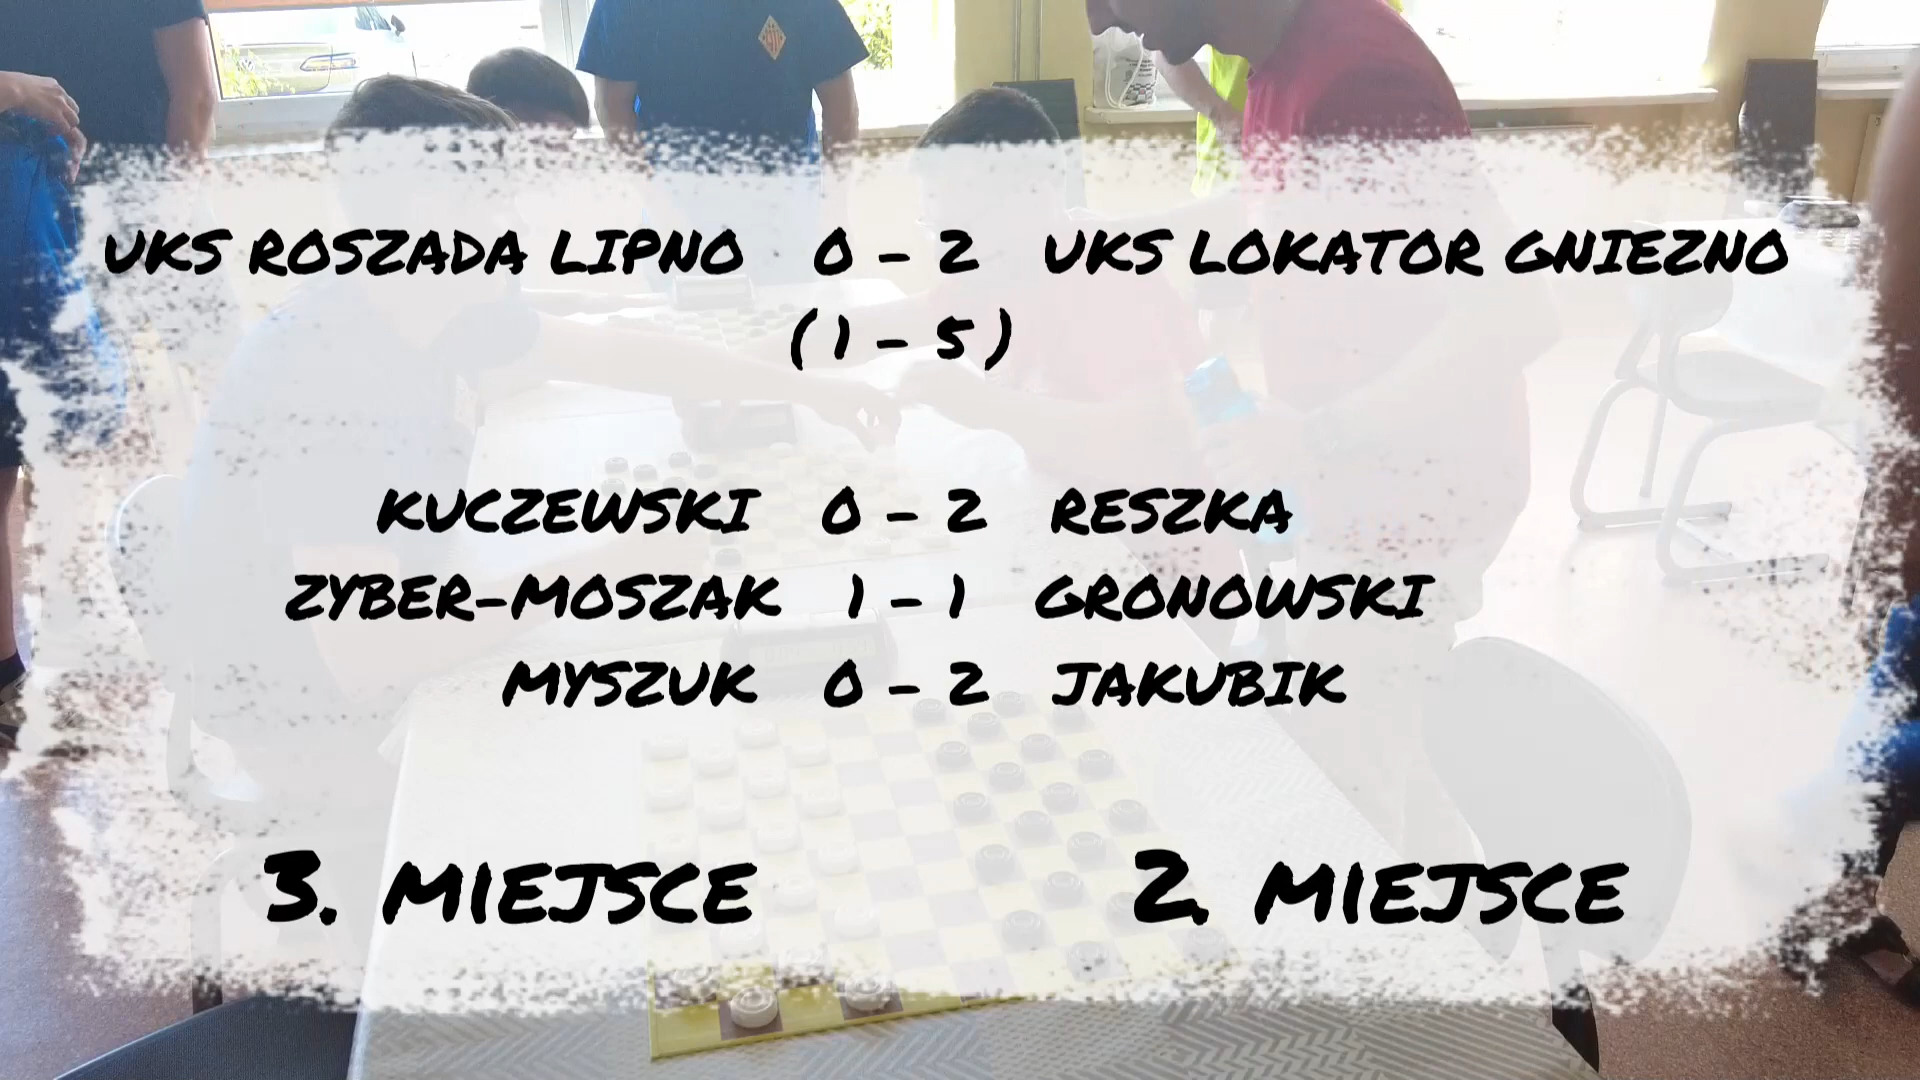 UKS ROSZADA LIPNO 0 - 2 UKS LOKATOR GNIEZNO
( 1 - 5 )
KUCZEWSKI 0 - 2 RESZKA
ZYBER-MOSZAK 1 - 1 GRONOWSKI
MYSZUK 0 - 2 JAKUBIK
3. MIEJSCE 2. MIEJSCE